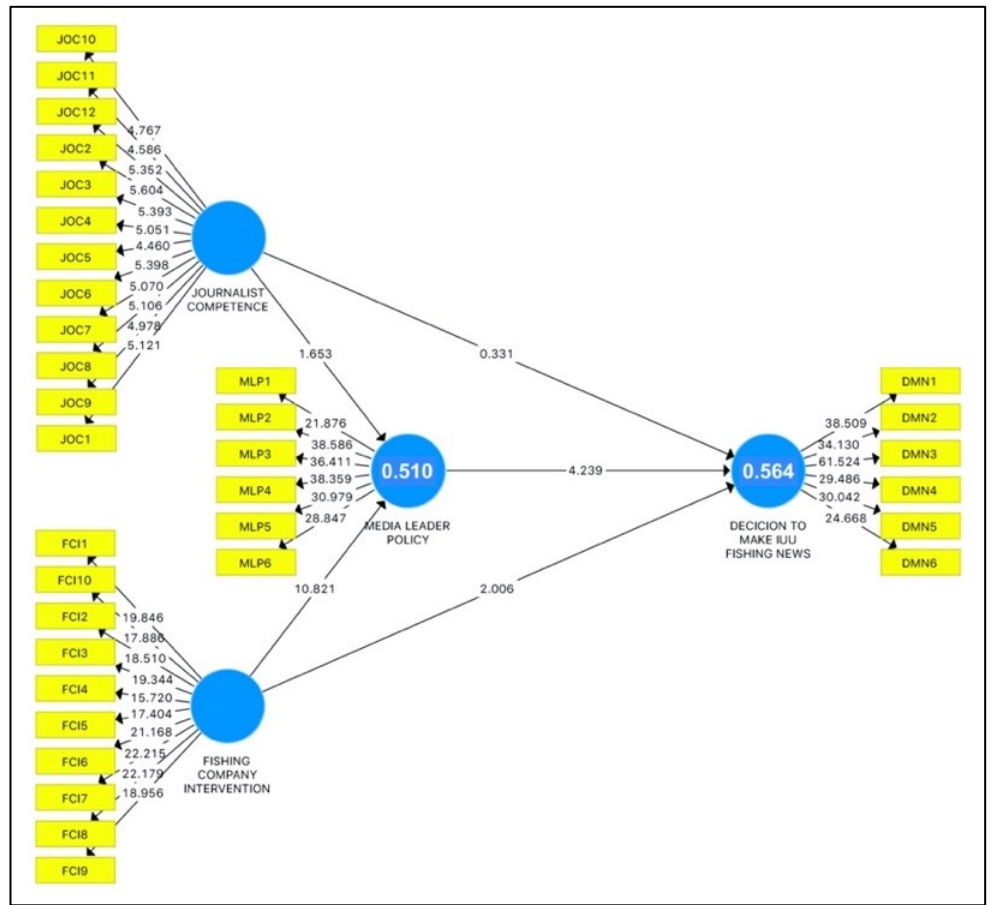 JOC10
JOC11
JOC12
JOC2
JOC3
JOC4
JOC5
JOC6
JOC7
JOC8
JOC9
JOC1
4.767
4.586
5.352
5.604
5.393
5.051
4.460
5.398
5.070
5.106
4.978
5.121
JOURNALIST
COMPETENCE
1.653
0.331
MLP1
MLP2
MLP3
MLP4
MLP5
MLP6
21.876
38.586
36.411
38.359
30.979
28.847
0.510
MEDIA LEADER
POLICY
4.239
0.564
DECICION TO
MAKE IUU
FISHING NEWS
38.509
34.130
61.524
29.486
30.042
24.668
DMN1
DMN2
DMN3
DMN4
DMN5
DMN6
10.821
2.006
FCI1
FCI10
FCI2
FCI3
FCI4
FCI5
FCI6
FCI7
FCI8
FCI9
19.846
17.886
18.510
19.344
15.720
17.404
21.168
22.215
22.179
18.956
FISHING
COMPANY
INTERVENTION